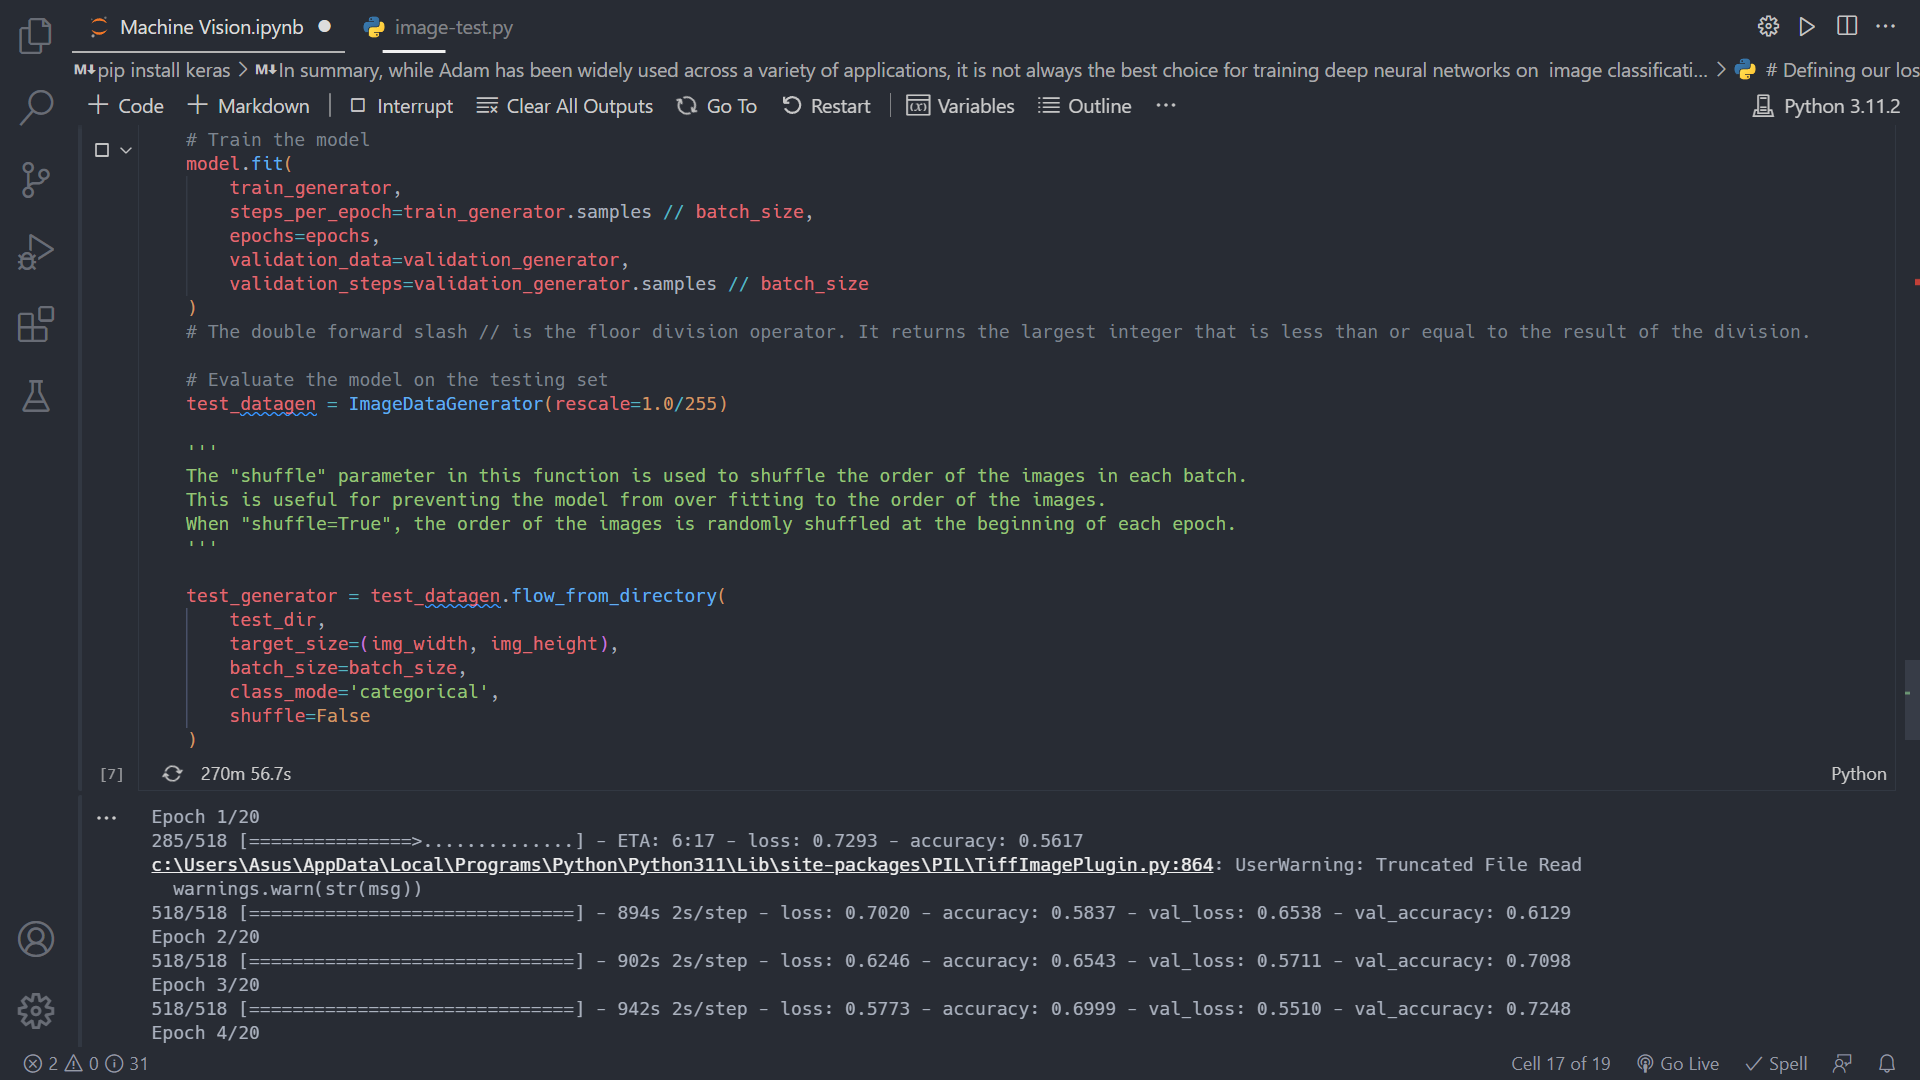 Machine Vision.ipynb
image-test.py
M↓pip install keras > M↓In summary, while Adam has been widely used across a variety of applications, it is not always the best choice for training deep neural networks on image classificati... > # Defining our los
+ Code + Markdown | Interrupt Clear All Outputs Go To Restart | Variables Outline ...
Python 3.11.2
# Train the model
model.fit(
    train_generator,
    steps_per_epoch=train_generator.samples // batch_size,
    epochs=epochs,
    validation_data=validation_generator,
    validation_steps=validation_generator.samples // batch_size
)
# The double forward slash // is the floor division operator. It returns the largest integer that is less than or equal to the result of the division.
# Evaluate the model on the testing set
test_datagen = ImageDataGenerator(rescale=1.0/255)
'''
The "shuffle" parameter in this function is used to shuffle the order of the images in each batch.
This is useful for preventing the model from over fitting to the order of the images.
When "shuffle=True", the order of the images is randomly shuffled at the beginning of each epoch.
'''
test_generator = test_datagen.flow_from_directory(
    test_dir,
    target_size=(img_width, img_height),
    batch_size=batch_size,
    class_mode='categorical',
    shuffle=False
)
[7] 270m 56.7s
Python
... Epoch 1/20
285/518 [===============>..............] - ETA: 6:17 - loss: 0.7293 - accuracy: 0.5617
c:\Users\Asus\AppData\Local\Programs\Python\Python311\Lib\site-packages\PIL\TiffImagePlugin.py:864: UserWarning: Truncated File Read
  warnings.warn(str(msg))
518/518 [==============================] - 894s 2s/step - loss: 0.7020 - accuracy: 0.5837 - val_loss: 0.6538 - val_accuracy: 0.6129
Epoch 2/20
518/518 [==============================] - 902s 2s/step - loss: 0.6246 - accuracy: 0.6543 - val_loss: 0.5711 - val_accuracy: 0.7098
Epoch 3/20
518/518 [==============================] - 942s 2s/step - loss: 0.5773 - accuracy: 0.6999 - val_loss: 0.5510 - val_accuracy: 0.7248
Epoch 4/20
2 0 31
Cell 17 of 19 Go Live Spell